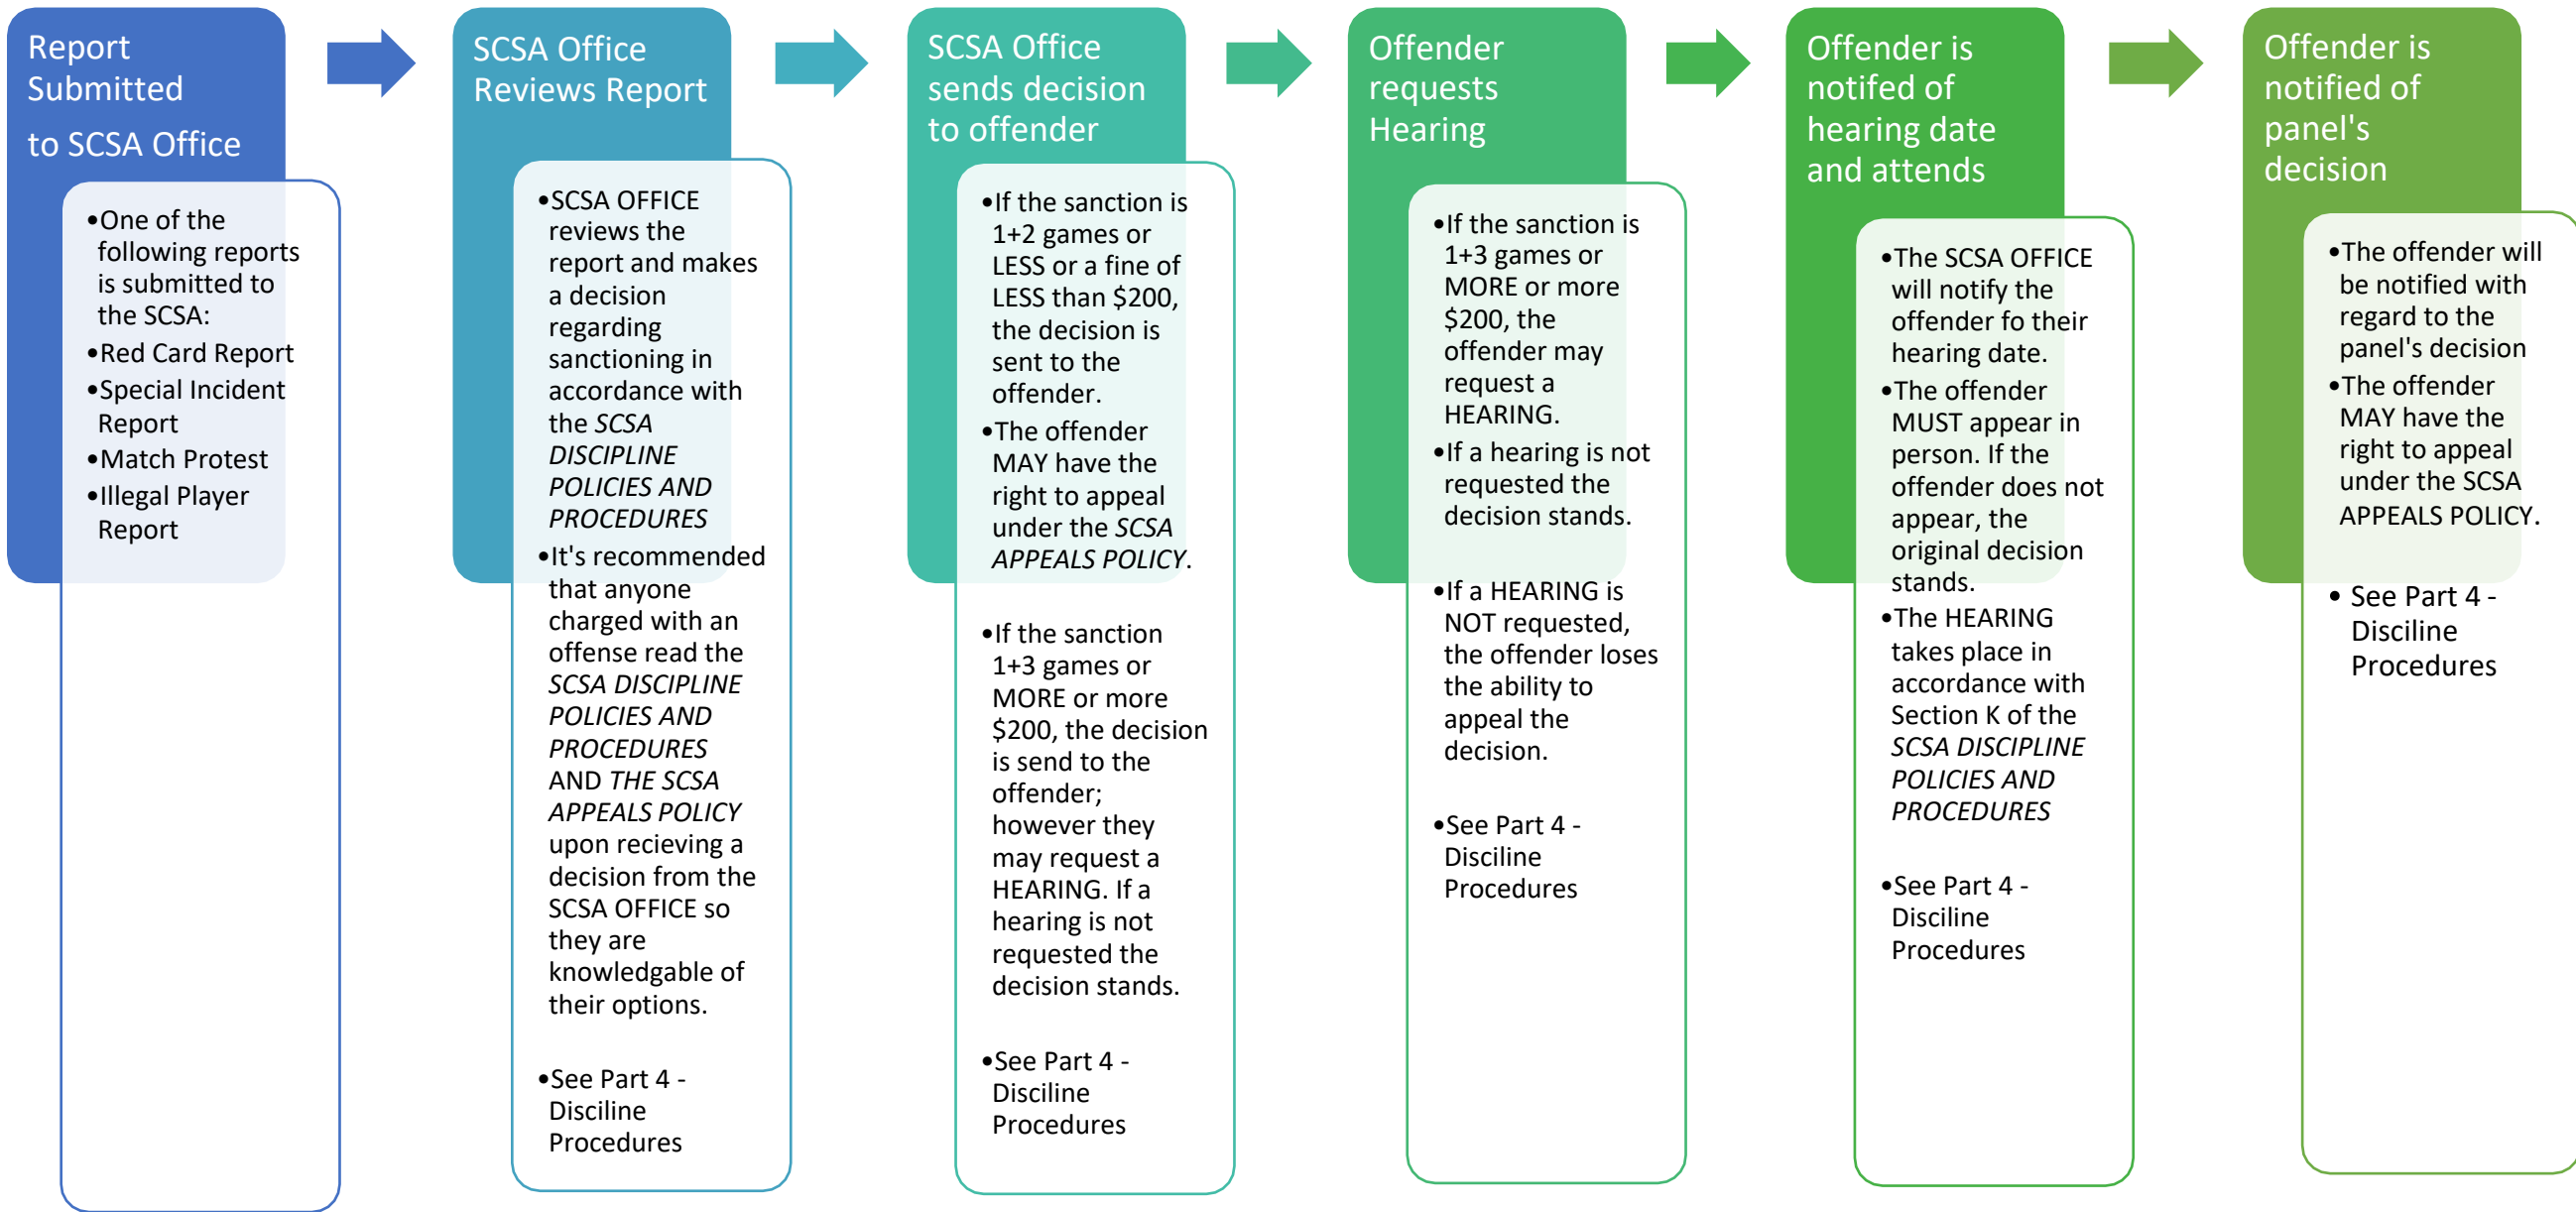 Report
Submitted
to SCSA Office
•One of the
following reports
is submitted to
the SCSA:
•Red Card Report
•Special Incident
Report
•Match Protest
•Illegal Player
Report
SCSA Office
Reviews Report
•SCSA OFFICE
reviews the
report and makes
a decision
regarding
sanctioning in
accordance with
the SCSA
DISCIPLINE
POLICIES AND
PROCEDURES
•It's recommended
that anyone
charged with an
offense read the
SCSA DISCIPLINE
POLICIES AND
PROCEDURES
AND THE SCSA
APPEALS POLICY
upon recieving a
decision from the
SCSA OFFICE so
they are
knowledgable of
their options.
•See Part 4 -
Disciline
Procedures
SCSA Office
sends decision
to offender
•If the sanction is
1+2 games or
LESS or a fine of
LESS than $200,
the decision is
sent to the
offender.
•The offender
MAY have the
right to appeal
under the SCSA
APPEALS POLICY.
•If the sanction
1+3 games or
MORE or more
$200, the decision
is send to the
offender;
however they
may request a
HEARING. If a
hearing is not
requested the
decision stands.
•See Part 4 -
Disciline
Procedures
Offender
requests
Hearing
•If the sanction is
1+3 games or
MORE or more
$200, the
offender may
request a
HEARING.
•If a hearing is not
requested the
decision stands.
•If a HEARING is
NOT requested,
the offender loses
the ability to
appeal the
decision.
•See Part 4 -
Disciline
Procedures
Offender is
notifed of
hearing date
and attends
•The SCSA OFFICE
will notify the
offender fo their
hearing date.
•The offender
MUST appear in
person. If the
offender does not
appear, the
original decision
stands.
•The HEARING
takes place in
accordance with
Section K of the
SCSA DISCIPLINE
POLICIES AND
PROCEDURES
•See Part 4 -
Disciline
Procedures
Offender is
notified of
panel's
decision
•The offender will
be notified with
regard to the
panel's decision
•The offender
MAY have the
right to appeal
under the SCSA
APPEALS POLICY.
• See Part 4 -
Disciline
Procedures